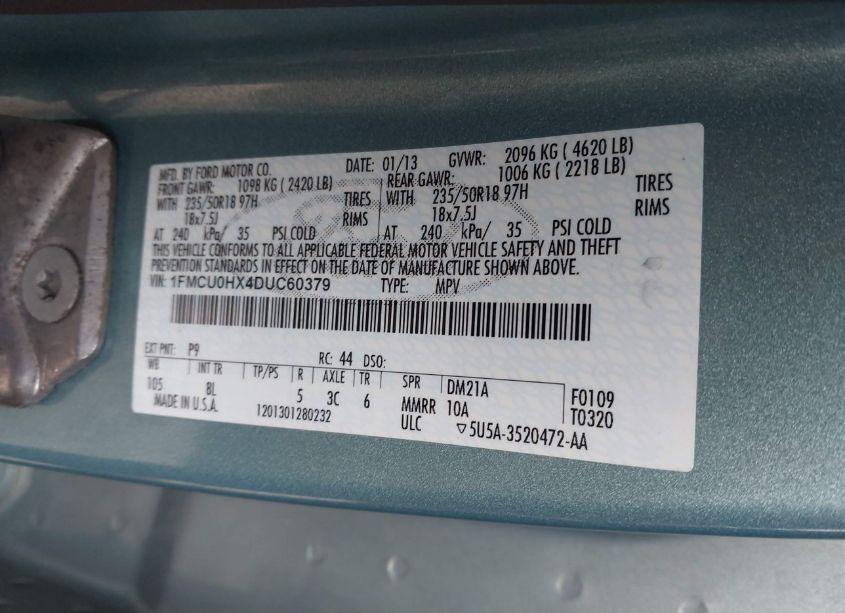 MFD. BY FORD MOTOR CO. DATE: 01/13 GVWR: 2096 KG ( 4620 LB)
FRONT GAWR: 1098 KG ( 2420 LB) REAR GAWR: 1006 KG ( 2218 LB)
WITH 235/50R18 97H TIRES WITH 235/50R18 97H TIRES
18x7.5J RIMS 18x7.5J RIMS
AT 240 kPa/ 35 PSI COLD AT 240 kPa/ 35 PSI COLD
THIS VEHICLE CONFORMS TO ALL APPLICABLE FEDERAL MOTOR VEHICLE SAFETY AND THEFT
PREVENTION STANDARDS IN EFFECT ON THE DATE OF MANUFACTURE SHOWN ABOVE.
VIN: 1FMCU0HX4DUC60379 TYPE: MPV
EXT PNT: P9 RC: 44 DSO:
WB INT TR TP/PS R AXLE TR SPR DM21A F0109
105 8L 5 3C 6 MMRR 10A T0320
MADE IN U.S.A. 1201301280232 ULC ▽5U5A-3520472-AA